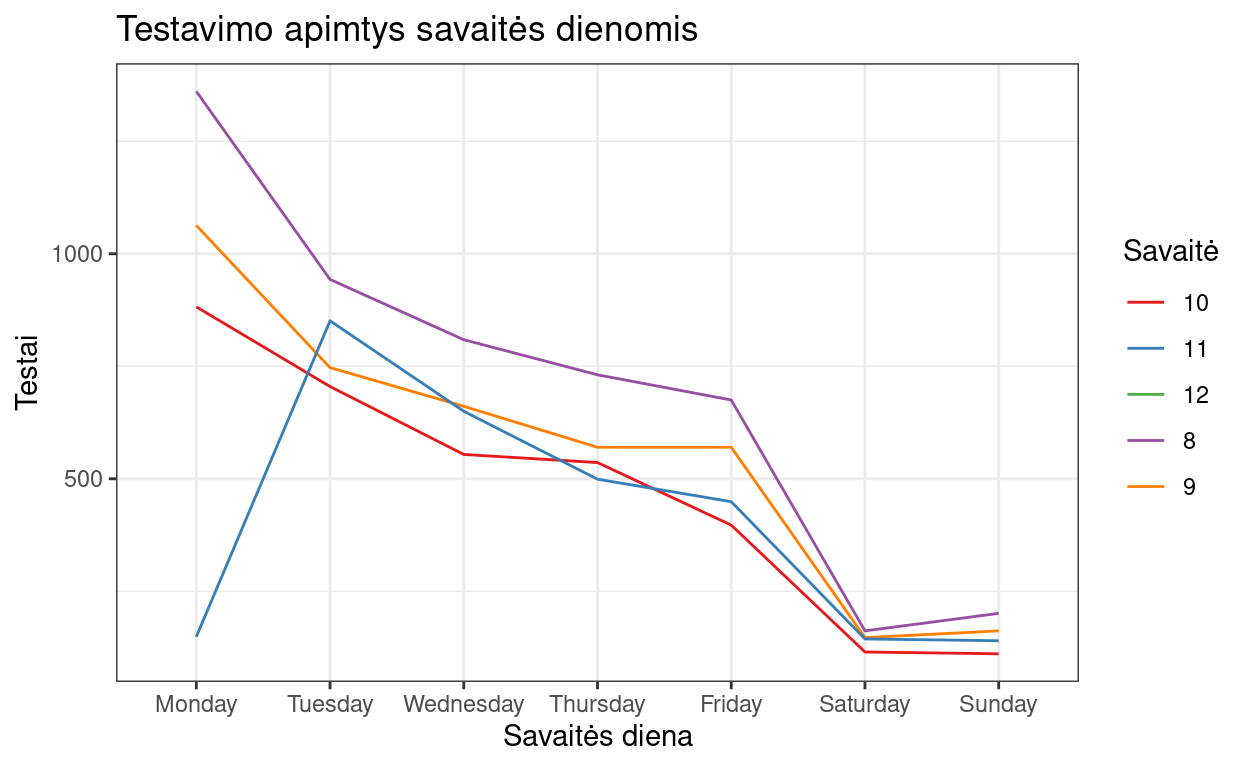 Testavimo apimtys savaitės dienomis
Testai
1000
500
Monday Tuesday Wednesday Thursday Friday Saturday Sunday
Savaitės diena
Savaitė
10
11
12
8
9